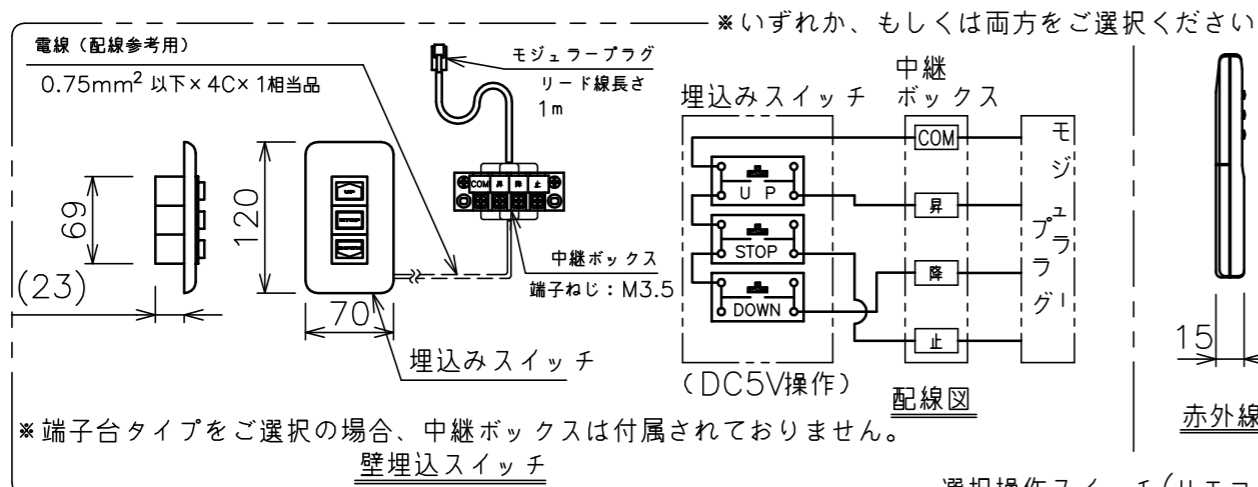 ※いずれか、もしくは両方をご選択ください
電線（配線参考用）
0.75mm² 以下×4C×1相当品
モジュラープラグ
リード線長さ
1m
COM 昇 降 止
中継ボックス
端子ねじ：M3.5
69
(23)
120
70
UP
STOP
埋込みスイッチ
埋込みスイッチ
中継
ボックス
COM
昇
降
止
UP
STOP
DOWN
モジュラープラグ
(DC5V操作)
配線図
※端子台タイプをご選択の場合、中継ボックスは付属されておりません。
壁埋込スイッチ
15
赤外線